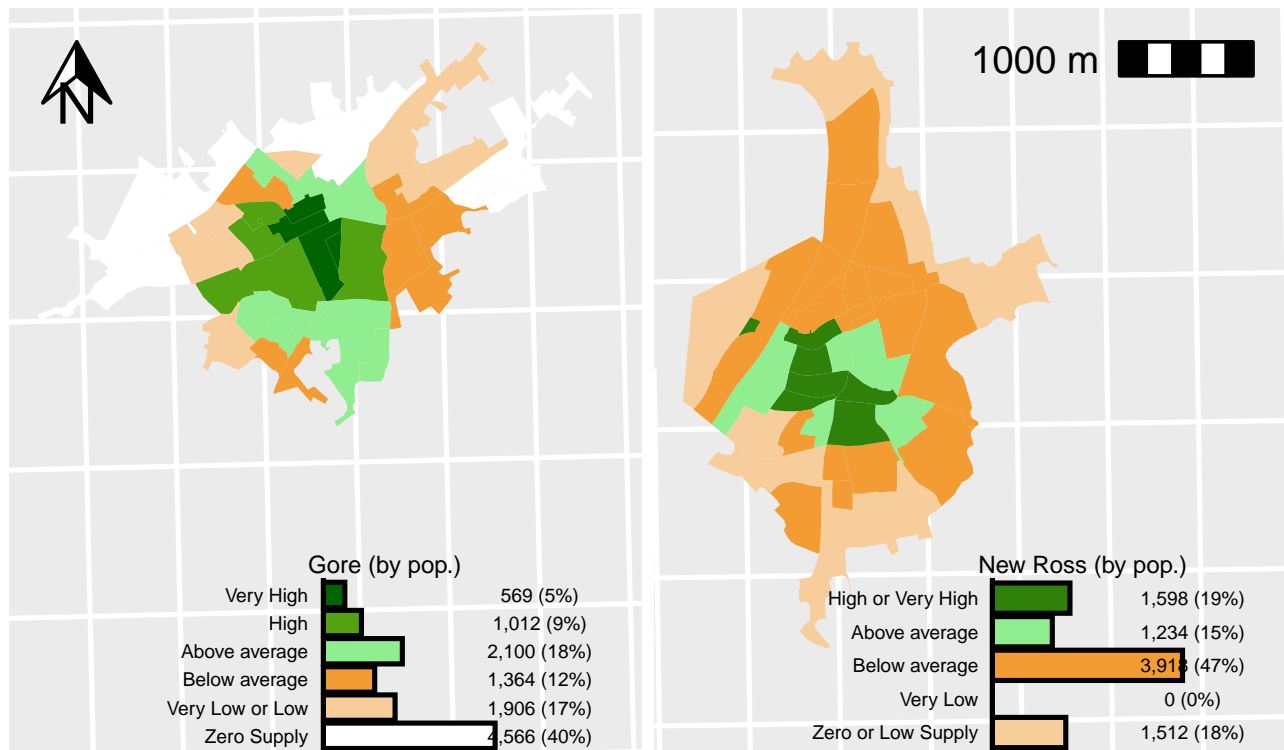 N
1000 m
Gore (by pop.)
Very High 569 (5%)
High 1,012 (9%)
Above average 2,100 (18%)
Below average 1,364 (12%)
Very Low or Low 1,906 (17%)
Zero Supply 4,566 (40%)
New Ross (by pop.)
High or Very High 1,598 (19%)
Above average 1,234 (15%)
Below average 3,918 (47%)
Very Low 0 (0%)
Zero or Low Supply 1,512 (18%)